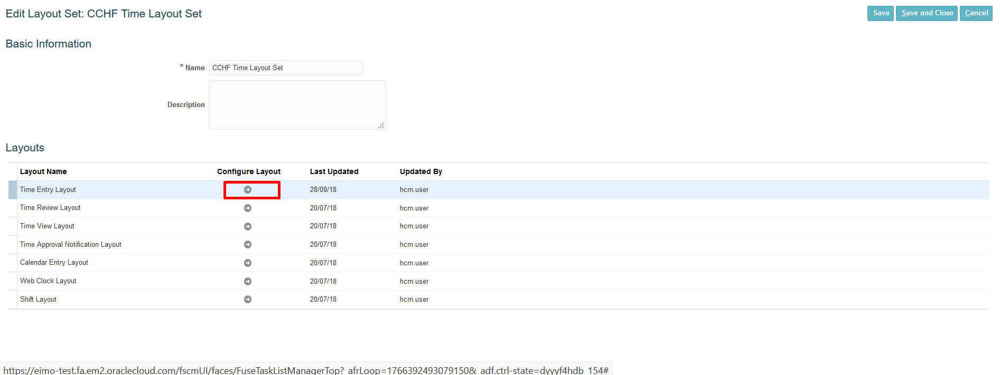 Edit Layout Set: CCHF Time Layout Set
Save Save and Close Cancel
Basic Information
* Name CCHF Time Layout Set
Description
Layouts
Layout Name Configure Layout Last Updated Updated By
Time Entry Layout 28/08/18 hcm.user
Time Review Layout 20/07/18 hcm.user
Time View Layout 20/07/18 hcm.user
Time Approval Notification Layout 20/07/18 hcm.user
Calendar Entry Layout 20/07/18 hcm.user
Web Clock Layout 20/07/18 hcm.user
Shift Layout 20/07/18 hcm.user
https://eimo-test.fa.em2.oraclecloud.com/fscmUI/faces/FuseTaskListManagerTop?_afrLoop=1766392493079150&_adf.ctrl-state=dyyyf4hdb_154#